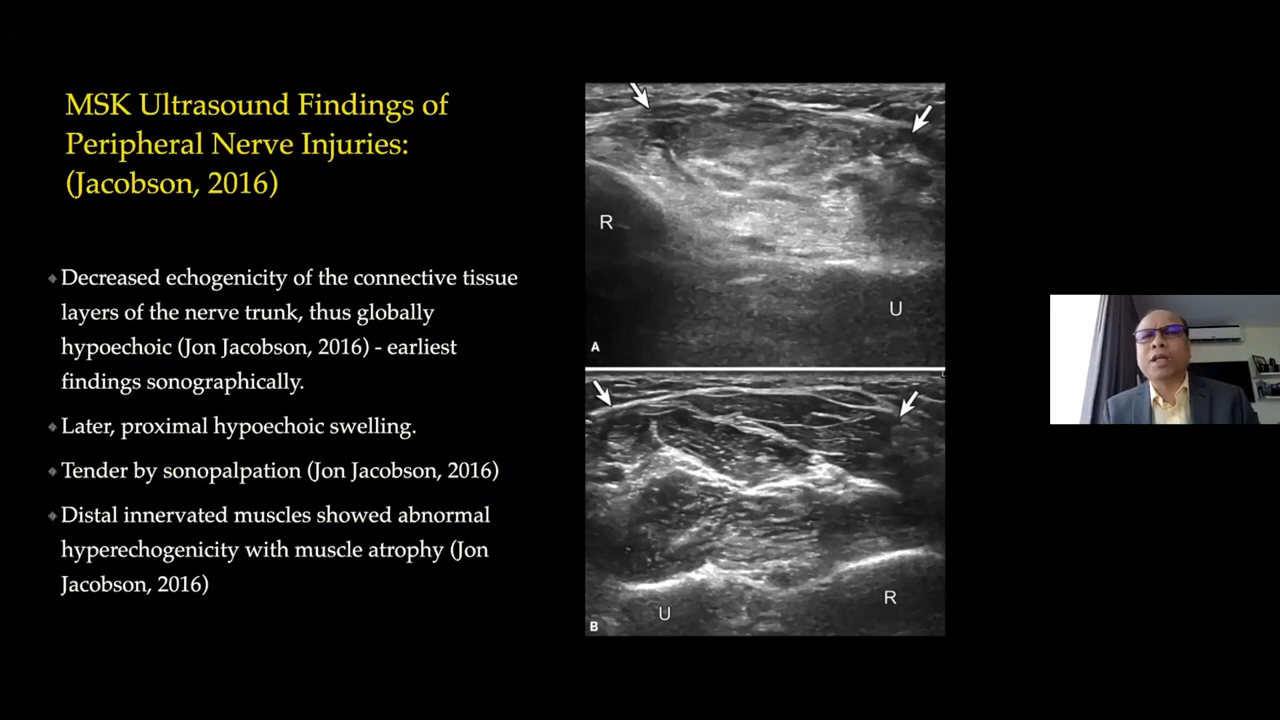 MSK Ultrasound Findings of
Peripheral Nerve Injuries:
(Jacobson, 2016)
Decreased echogenicity of the connective tissue
layers of the nerve trunk, thus globally
hypoechoic (Jon Jacobson, 2016) - earliest
findings sonographically.
Later, proximal hypoechoic swelling.
Tender by sonopalpation (Jon Jacobson, 2016)
Distal innervated muscles showed abnormal
hyperechogenicity with muscle atrophy (Jon
Jacobson, 2016)
R
U
A
U
R
B